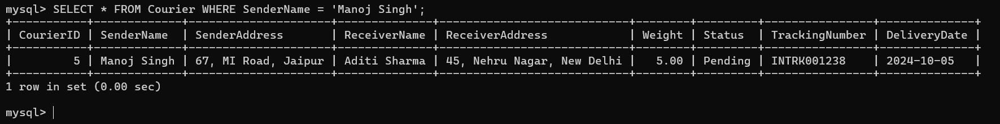 mysql> SELECT * FROM Courier WHERE SenderName = 'Manoj Singh';
+-----------+-------------+---------------------+--------------+----------------------------+--------+---------+----------------+--------------+
| CourierID | SenderName  | SenderAddress       | ReceiverName | ReceiverAddress            | Weight | Status  | TrackingNumber | DeliveryDate |
+-----------+-------------+---------------------+--------------+----------------------------+--------+---------+----------------+--------------+
|         5 | Manoj Singh | 67, MI Road, Jaipur | Aditi Sharma | 45, Nehru Nagar, New Delhi |   5.00 | Pending | INTRK001238    | 2024-10-05   |
+-----------+-------------+---------------------+--------------+----------------------------+--------+---------+----------------+--------------+
1 row in set (0.00 sec)
mysql>